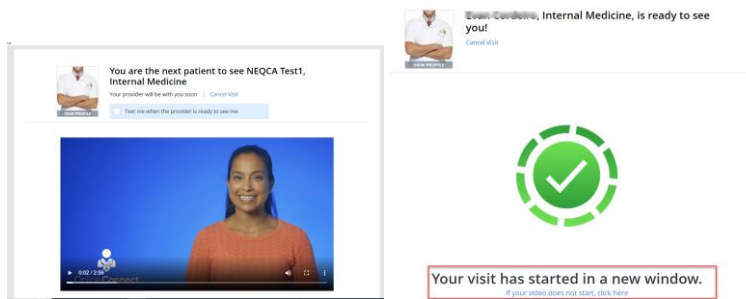 You are the next patient to see NEQCA Test1,
Internal Medicine
Your provider will be with you soon
Cancel Visit
Text me when the provider is ready to see me
VIEW PROFILE
0:02 / 2:56
OnlineConnect
, Internal Medicine, is ready to see
you!
Cancel Visit
VIEW PROFILE
Your visit has started in a new window.
If your video does not start, click here